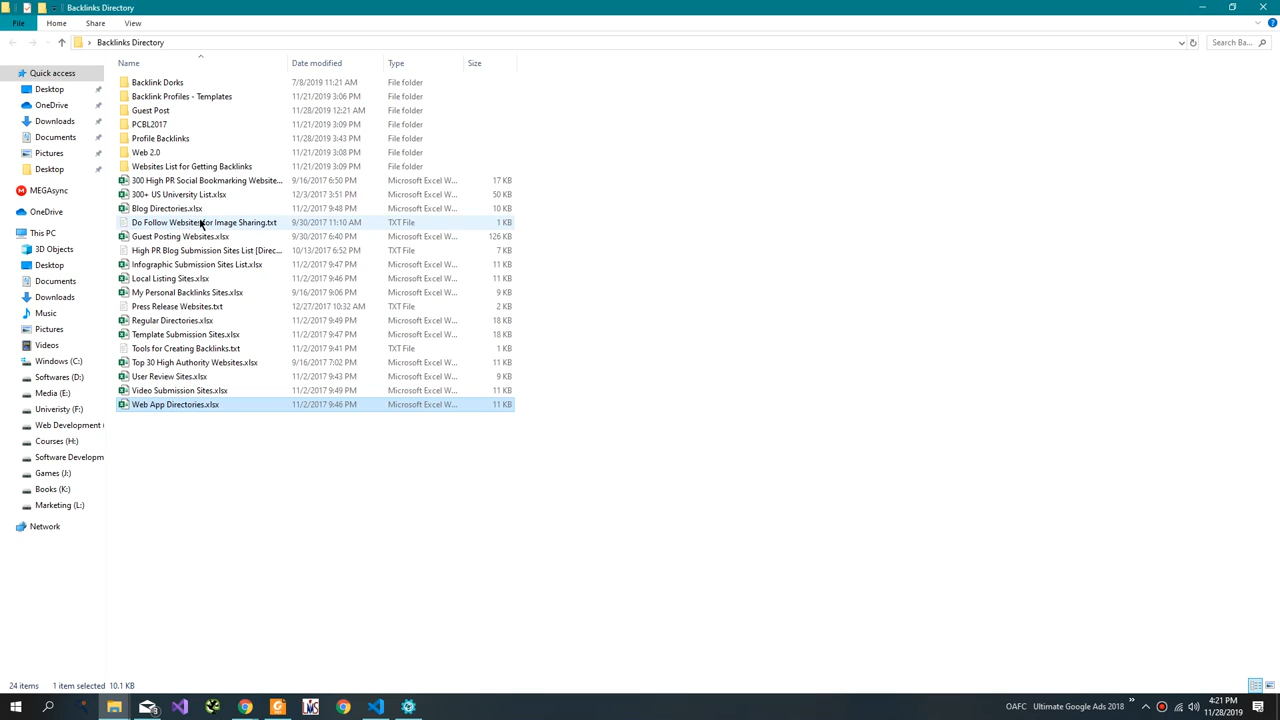 Backlinks Directory
File Home Share View
Backlinks Directory
Search Ba...
Name Date modified Type Size
Quick access
Desktop
OneDrive
Downloads
Documents
Pictures
Desktop
MEGAsync
OneDrive
This PC
3D Objects
Desktop
Documents
Downloads
Music
Pictures
Videos
Windows (C:)
Softwares (D:)
Media (E:)
Univeristy (F:)
Web Development (
Courses (H:)
Software Developm
Games (J:)
Books (K:)
Marketing (L:)
Network
Backlink Dorks 7/8/2019 11:21 AM File folder
Backlink Profiles - Templates 11/21/2019 3:06 PM File folder
Guest Post 11/28/2019 12:21 AM File folder
PCBL2017 11/21/2019 3:09 PM File folder
Profile Backlinks 11/28/2019 3:43 PM File folder
Web 2.0 11/21/2019 3:08 PM File folder
Websites List for Getting Backlinks 11/21/2019 3:09 PM File folder
300 High PR Social Bookmarking Website... 9/16/2017 6:50 PM Microsoft Excel W... 17 KB
300+ US University List.xlsx 12/3/2017 3:51 PM Microsoft Excel W... 50 KB
Blog Directories.xlsx 11/2/2017 9:48 PM Microsoft Excel W... 10 KB
Do Follow Websites for Image Sharing.txt 9/30/2017 11:10 AM TXT File 1 KB
Guest Posting Websites.xlsx 9/30/2017 6:40 PM Microsoft Excel W... 126 KB
High PR Blog Submission Sites List [Direc... 10/13/2017 6:52 PM TXT File 7 KB
Infographic Submission Sites List.xlsx 11/2/2017 9:47 PM Microsoft Excel W... 11 KB
Local Listing Sites.xlsx 11/2/2017 9:46 PM Microsoft Excel W... 11 KB
My Personal Backlinks Sites.xlsx 9/16/2017 9:06 PM Microsoft Excel W... 9 KB
Press Release Websites.txt 12/27/2017 10:32 AM TXT File 2 KB
Regular Directories.xlsx 11/2/2017 9:49 PM Microsoft Excel W... 18 KB
Template Submission Sites.xlsx 11/2/2017 9:47 PM Microsoft Excel W... 18 KB
Tools for Creating Backlinks.txt 11/2/2017 9:41 PM TXT File 1 KB
Top 30 High Authority Websites.xlsx 9/16/2017 7:02 PM Microsoft Excel W... 11 KB
User Review Sites.xlsx 11/2/2017 9:43 PM Microsoft Excel W... 9 KB
Video Submission Sites.xlsx 11/2/2017 9:49 PM Microsoft Excel W... 11 KB
Web App Directories.xlsx 11/2/2017 9:46 PM Microsoft Excel W... 11 KB
24 items 1 item selected 10.1 KB
OAFC Ultimate Google Ads 2018
4:21 PM
11/28/2019